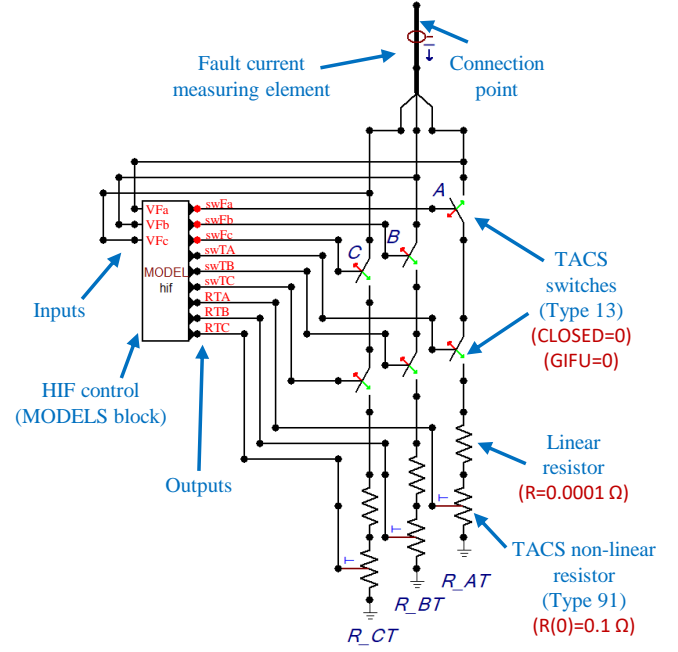 Fault current
measuring element
Connection
point
I
A
B
C
VFa
VFb
VFc
MODEL
hif
swFa
swFb
swFc
swTA
swTB
swTC
RTA
RTB
RTC
Inputs
HIF control
(MODELS block)
Outputs
TACS
switches
(Type 13)
(CLOSED=0)
(GIFU=0)
Linear
resistor
(R=0.0001 Ω)
TACS non-linear
resistor
(Type 91)
(R(0)=0.1 Ω)
T
T
T
R_AT
R_BT
R_CT